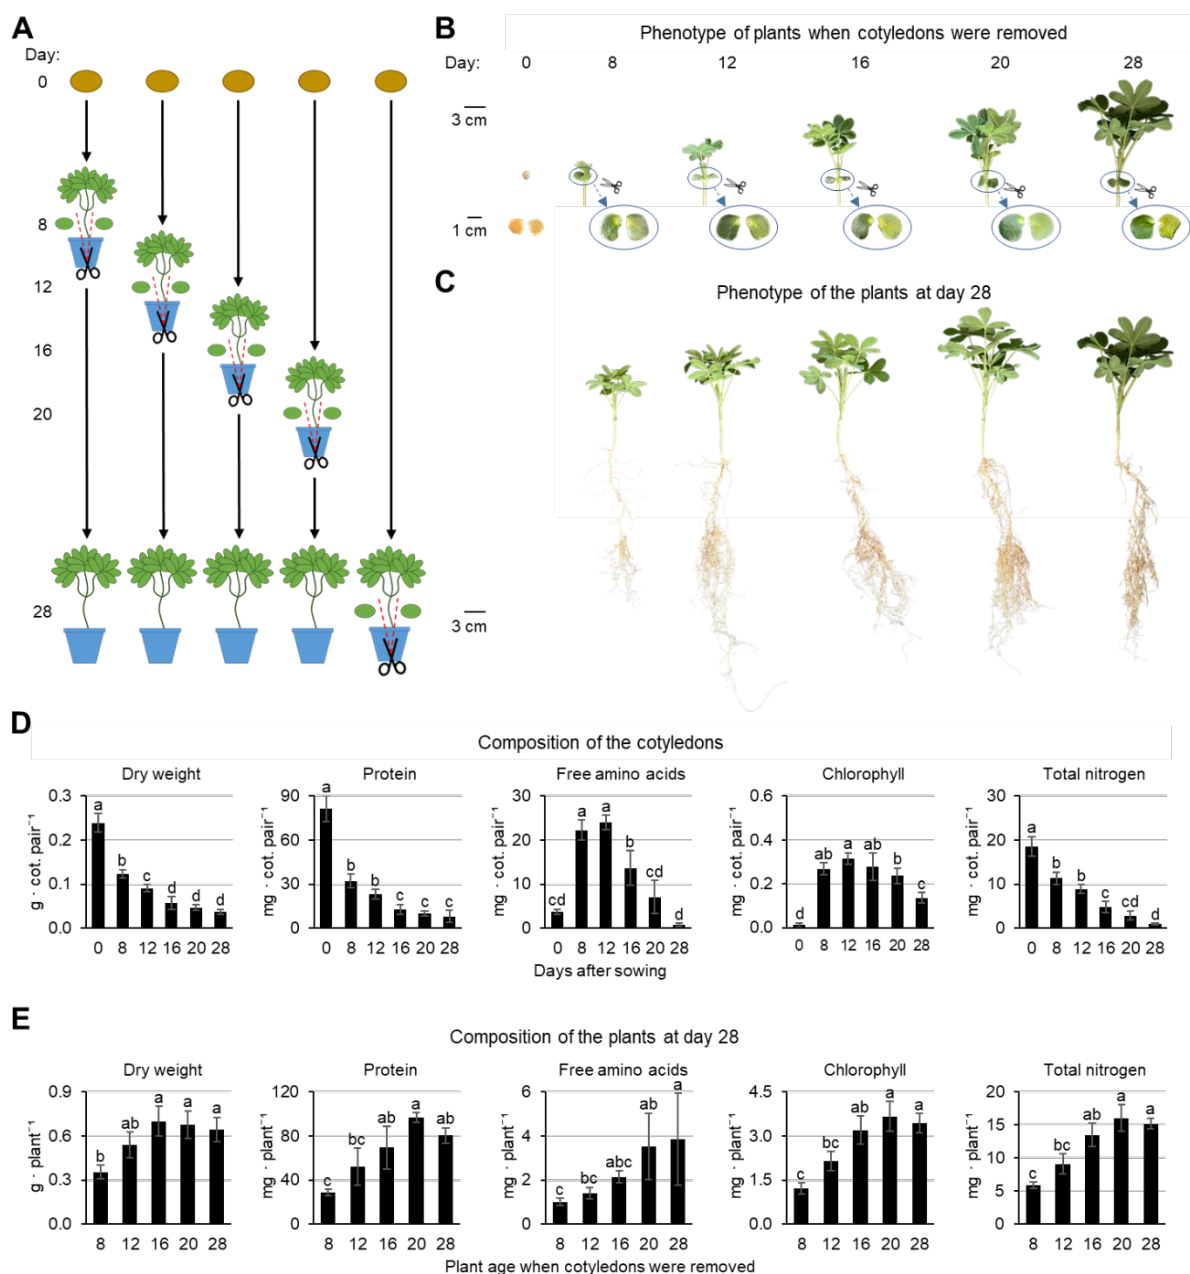 A
Day:
0
8
12
16
20
28
B
Phenotype of plants when cotyledons were removed
Day: 0 8 12 16 20 28
3 cm
1 cm
C
Phenotype of the plants at day 28
3 cm
D
Composition of the cotyledons
Dry weight Protein Free amino acids Chlorophyll Total nitrogen
g · cot. pair⁻¹
0.3
0.2
0.1
0.0
a b c d d d
0 8 12 16 20 28
mg · cot. pair⁻¹
90
60
30
0
a b b c c c
0 8 12 16 20 28
mg · cot. pair⁻¹
30
20
10
0
cd a a b cd d
0 8 12 16 20 28
mg · cot. pair⁻¹
0.6
0.4
0.2
0.0
d ab a ab b c
0 8 12 16 20 28
mg · cot. pair⁻¹
30
20
10
0
a b b c cd d
0 8 12 16 20 28
Days after sowing
E
Composition of the plants at day 28
Dry weight Protein Free amino acids Chlorophyll Total nitrogen
g · plant⁻¹
0.9
0.6
0.3
0.0
b ab a a a
8 12 16 20 28
mg · plant⁻¹
120
80
40
0
c bc ab a ab
8 12 16 20 28
mg · plant⁻¹
6
4
2
0
c bc abc ab a
8 12 16 20 28
mg · plant⁻¹
4.5
3.0
1.5
0.0
c bc ab a a
8 12 16 20 28
mg · plant⁻¹
20
15
10
5
0
c bc ab a a
8 12 16 20 28
Plant age when cotyledons were removed